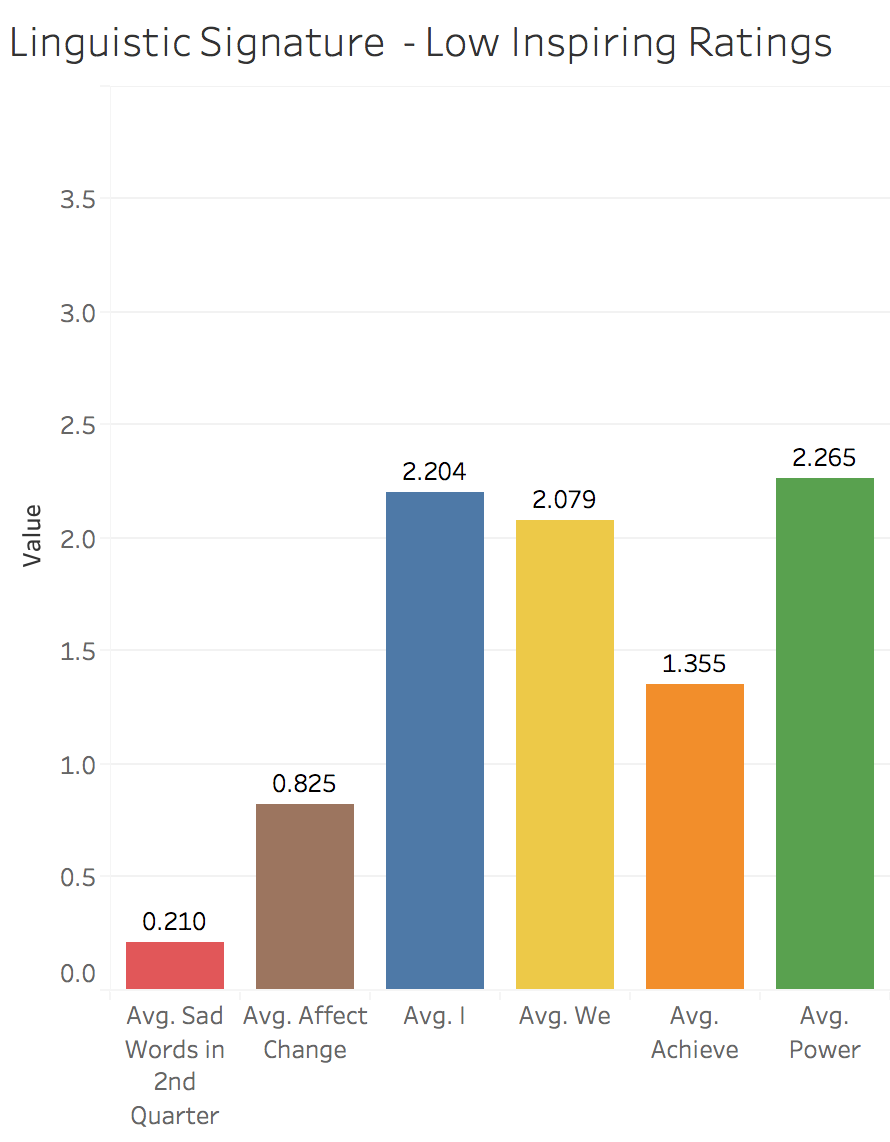 Linguistic Signature - Low Inspiring Ratings
3.5
3.0
2.5
2.0
1.5
1.0
0.5
0.0
Value
0.210
0.825
2.204
2.079
1.355
2.265
Avg. Sad
Words in
2nd
Quarter
Avg. Affect
Change
Avg. I
Avg. We
Avg.
Achieve
Avg.
Power